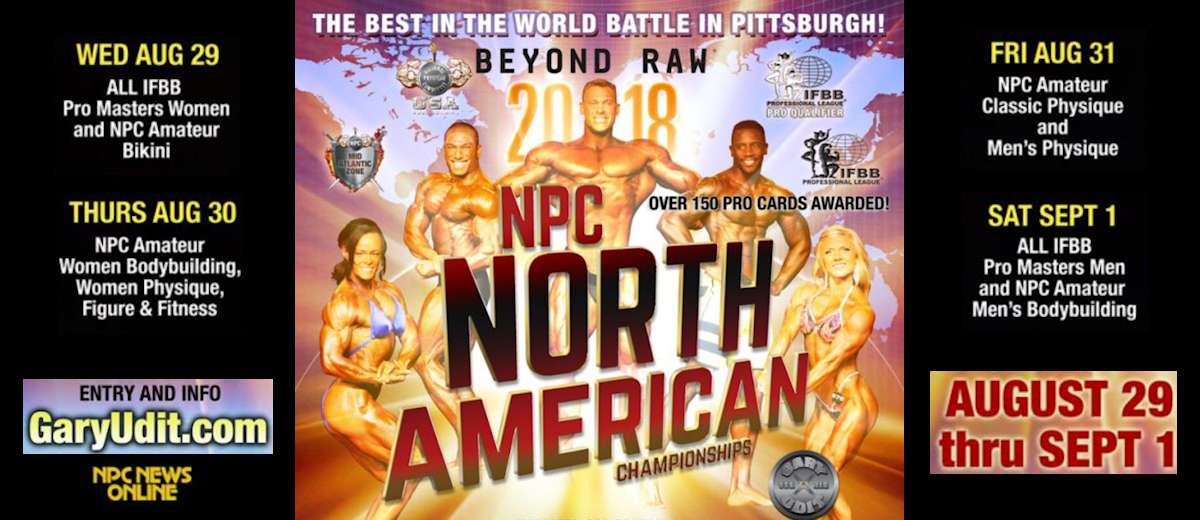 WED AUG 29
ALL IFBB
Pro Masters Women
and NPC Amateur
Bikini
THURS AUG 30
NPC Amateur
Women Bodybuilding,
Women Physique,
Figure & Fitness
ENTRY AND INFO
GaryUdit.com
NPC NEWS
ONLINE
THE BEST IN THE WORLD BATTLE IN PITTSBURGH!
BEYOND RAW
2018
USA
NPC
MID
ATLANTIC
ZONE
IFBB
PROFESSIONAL LEAGUE
PRO QUALIFIER
IFBB
PROFESSIONAL LEAGUE
OVER 150 PRO CARDS AWARDED!
NPC
NORTH
AMERICAN
CHAMPIONSHIPS
GARY
UDIT
FRI AUG 31
NPC Amateur
Classic Physique
and
Men's Physique
SAT SEPT 1
ALL IFBB
Pro Masters Men
and NPC Amateur
Men's Bodybuilding
AUGUST 29
thru SEPT 1